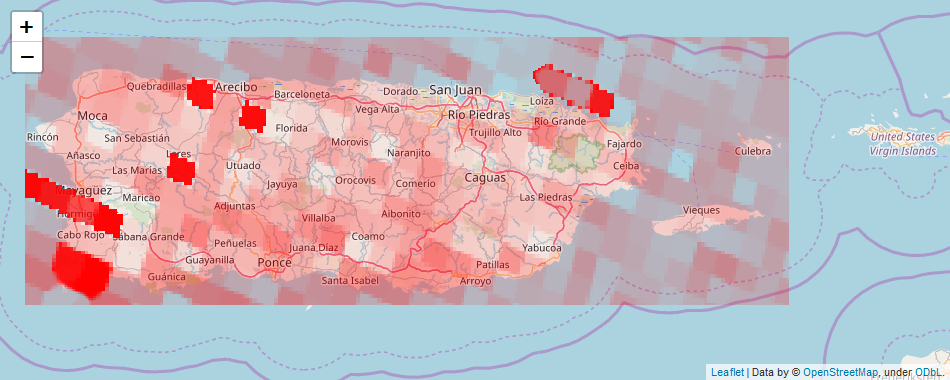 +
−
Quebradillas
Arecibo
Barceloneta
Dorado
San Juan
Loíza
Moca
Vega Alta
Río Piedras
Río Grande
Rincón
San Sebastián
Florida
Morovis
Trujillo Alto
Fajardo
United States
Virgin Islands
Añasco
Lares
Naranjito
Culebra
Las Marías
Utuado
Ceiba
Mayagüez
Maricao
Jayuya
Orocovis
Comerío
Caguas
Las Piedras
Hormig
Adjuntas
Villalba
Aibonito
Vieques
Cabo Rojo
Sabana Grande
Peñuelas
Juana Díaz
Coamo
Yabucoa
Guayanilla
Ponce
Patillas
Guánica
Santa Isabel
Arroyo
Frederiksted
Leaflet | Data by © OpenStreetMap, under ODbL.